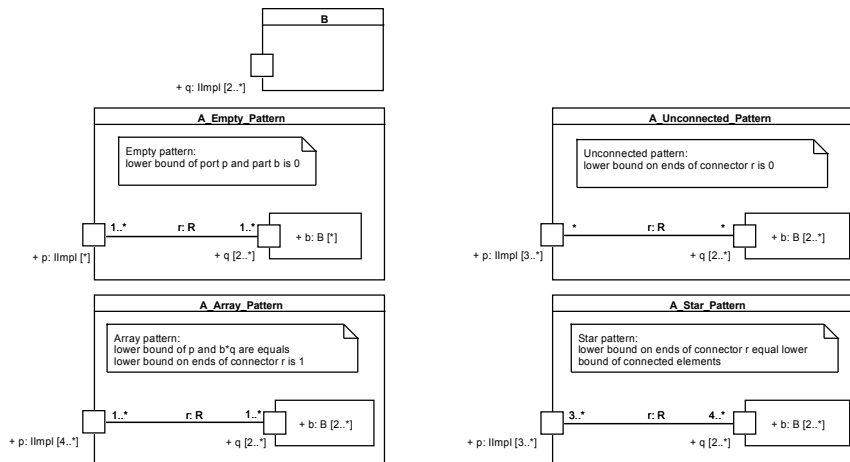 B
+ q: IImpl [2..*]
A_Empty_Pattern
Empty pattern:
lower bound of port p and part b is 0
1..*
r: R
1..*
+ b: B [*]
+ p: IImpl [*]
+ q [2..*]
A_Unconnected_Pattern
Unconnected pattern:
lower bound on ends of connector r is 0
*
r: R
*
+ b: B [2..*]
+ p: IImpl [3..*]
+ q [2..*]
A_Array_Pattern
Array pattern:
lower bound of p and b*q are equals
lower bound on ends of connector r is 1
1..*
r: R
1..*
+ b: B [2..*]
+ p: IImpl [4..*]
+ q [2..*]
A_Star_Pattern
Star pattern:
lower bound on ends of connector r equal lower
bound of connected elements
3..*
r: R
4..*
+ b: B [2..*]
+ p: IImpl [3..*]
+ q [2..*]